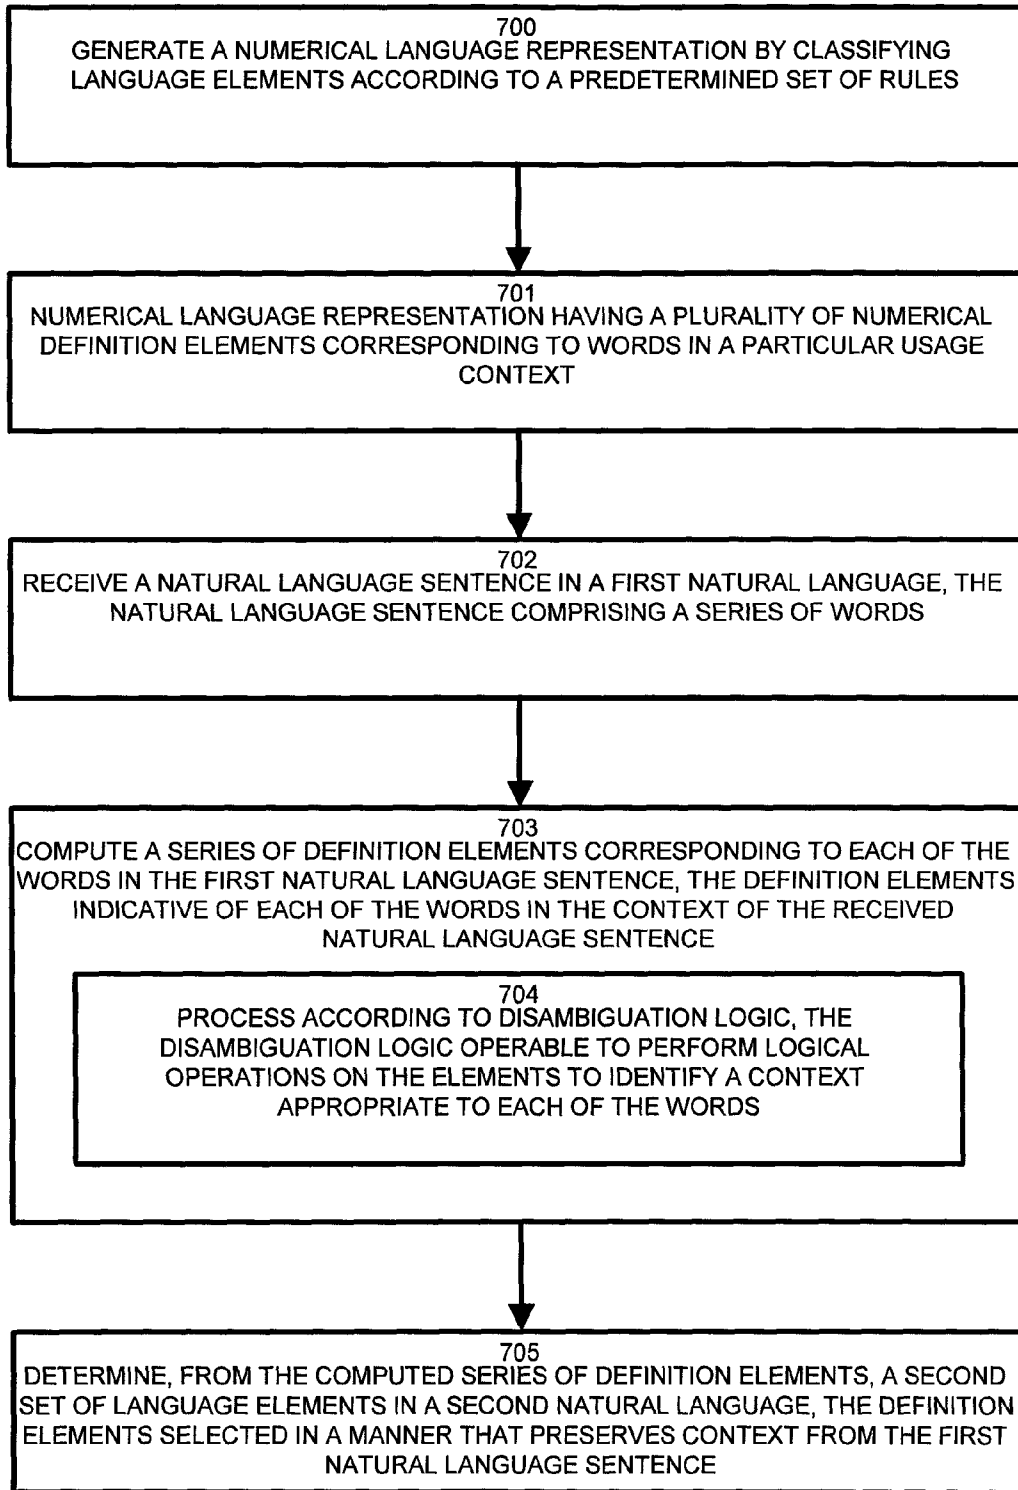 700
GENERATE A NUMERICAL LANGUAGE REPRESENTATION BY CLASSIFYING
LANGUAGE ELEMENTS ACCORDING TO A PREDETERMINED SET OF RULES
701
NUMERICAL LANGUAGE REPRESENTATION HAVING A PLURALITY OF NUMERICAL
DEFINITION ELEMENTS CORRESPONDING TO WORDS IN A PARTICULAR USAGE
CONTEXT
702
RECEIVE A NATURAL LANGUAGE SENTENCE IN A FIRST NATURAL LANGUAGE, THE
NATURAL LANGUAGE SENTENCE COMPRISING A SERIES OF WORDS
703
COMPUTE A SERIES OF DEFINITION ELEMENTS CORRESPONDING TO EACH OF THE
WORDS IN THE FIRST NATURAL LANGUAGE SENTENCE, THE DEFINITION ELEMENTS
INDICATIVE OF EACH OF THE WORDS IN THE CONTEXT OF THE RECEIVED
NATURAL LANGUAGE SENTENCE
704
PROCESS ACCORDING TO DISAMBIGUATION LOGIC, THE
DISAMBIGUATION LOGIC OPERABLE TO PERFORM LOGICAL
OPERATIONS ON THE ELEMENTS TO IDENTIFY A CONTEXT
APPROPRIATE TO EACH OF THE WORDS
705
DETERMINE, FROM THE COMPUTED SERIES OF DEFINITION ELEMENTS, A SECOND
SET OF LANGUAGE ELEMENTS IN A SECOND NATURAL LANGUAGE, THE DEFINITION
ELEMENTS SELECTED IN A MANNER THAT PRESERVES CONTEXT FROM THE FIRST
NATURAL LANGUAGE SENTENCE